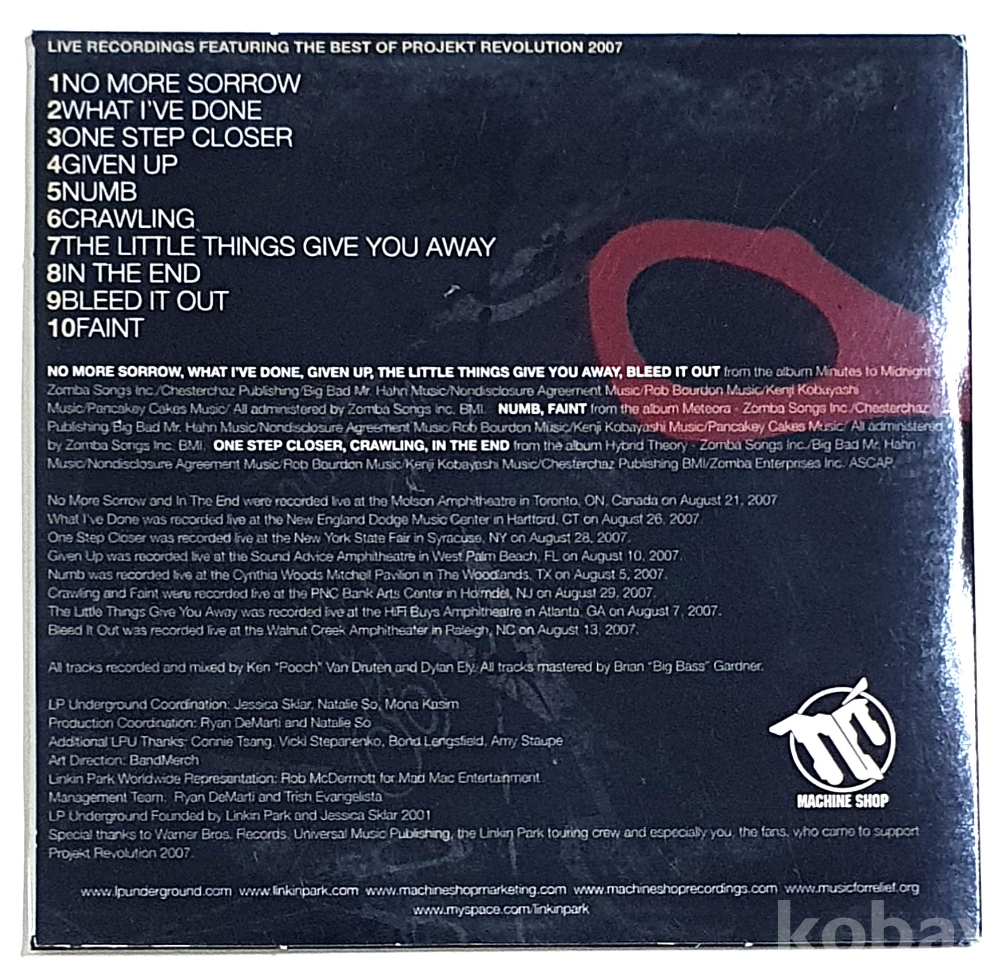 LIVE RECORDINGS FEATURING THE BEST OF PROJEKT REVOLUTION 2007
1NO MORE SORROW
2WHAT I'VE DONE
3ONE STEP CLOSER
4GIVEN UP
5NUMB
6CRAWLING
7THE LITTLE THINGS GIVE YOU AWAY
8IN THE END
9BLEED IT OUT
10FAINT
NO MORE SORROW, WHAT I'VE DONE, GIVEN UP, THE LITTLE THINGS GIVE YOU AWAY, BLEED IT OUT from the album Minutes to Midnight
Zomba Songs Inc./Chesterchaz Publishing/Big Bad Mr. Hahn Music/Nondisclosure Agreement Music/Rob Bourdon Music/Kenji Kobayashi
Music/Pancakey Cakes Music/ All administered by Zomba Songs Inc. BMI. NUMB, FAINT from the album Meteora - Zomba Songs Inc./Chesterchaz
Publishing/Big Bad Mr. Hahn Music/Nondisclosure Agreement Music/Rob Bourdon Music/Kenji Kobayashi Music/Pancakey Cakes Music/ All administered
by Zomba Songs Inc. BMI. ONE STEP CLOSER, CRAWLING, IN THE END from the album Hybrid Theory - Zomba Songs Inc./Big Bad Mr. Hahn
Music/Nondisclosure Agreement Music/Rob Bourdon Music/Kenji Kobayashi Music/Chesterchaz Publishing BMI/Zomba Enterprises Inc. ASCAP.
No More Sorrow and In The End were recorded live at the Molson Amphitheatre in Toronto, ON, Canada on August 21, 2007
What I've Done was recorded live at the New England Dodge Music Center in Hartford, CT on August 26, 2007.
One Step Closer was recorded live at the New York State Fair in Syracuse, NY on August 28, 2007.
Given Up was recorded live at the Sound Advice Amphitheatre in West Palm Beach, FL on August 10, 2007.
Numb was recorded live at the Cynthia Woods Mitchell Pavilion in The Woodlands, TX on August 5, 2007.
Crawling and Faint were recorded live at the PNC Bank Arts Center in Holmdel, NJ on August 29, 2007.
The Little Things Give You Away was recorded live at the HiFi Buys Amphitheatre in Atlanta, GA on August 7, 2007.
Bleed It Out was recorded live at the Walnut Creek Amphitheater in Raleigh, NC on August 13, 2007.
All tracks recorded and mixed by Ken "Pooch" Van Druten and Dylan Ely. All tracks mastered by Brian "Big Bass" Gardner.
LP Underground Coordination: Jessica Sklar, Natalie So, Mona Kasim
Production Coordination: Ryan DeMarti and Natalie So
Additional LPU Thanks: Connie Tsang, Vicki Stepanenko, Bond Lengsfield, Amy Staupe
Art Direction: BandMerch
Linkin Park Worldwide Representation: Rob McDermott for Mad Mac Entertainment
Management Team: Ryan DeMarti and Trish Evangelista
LP Underground Founded by Linkin Park and Jessica Sklar 2001
Special thanks to Warner Bros. Records, Universal Music Publishing, the Linkin Park touring crew and especially you, the fans, who came to support
Projekt Revolution 2007.
MACHINE SHOP
www.lpunderground.com www.linkinpark.com www.machineshopmarketing.com www.machineshoprecordings.com www.musicforrelief.org
www.myspace.com/linkinpark
kobay